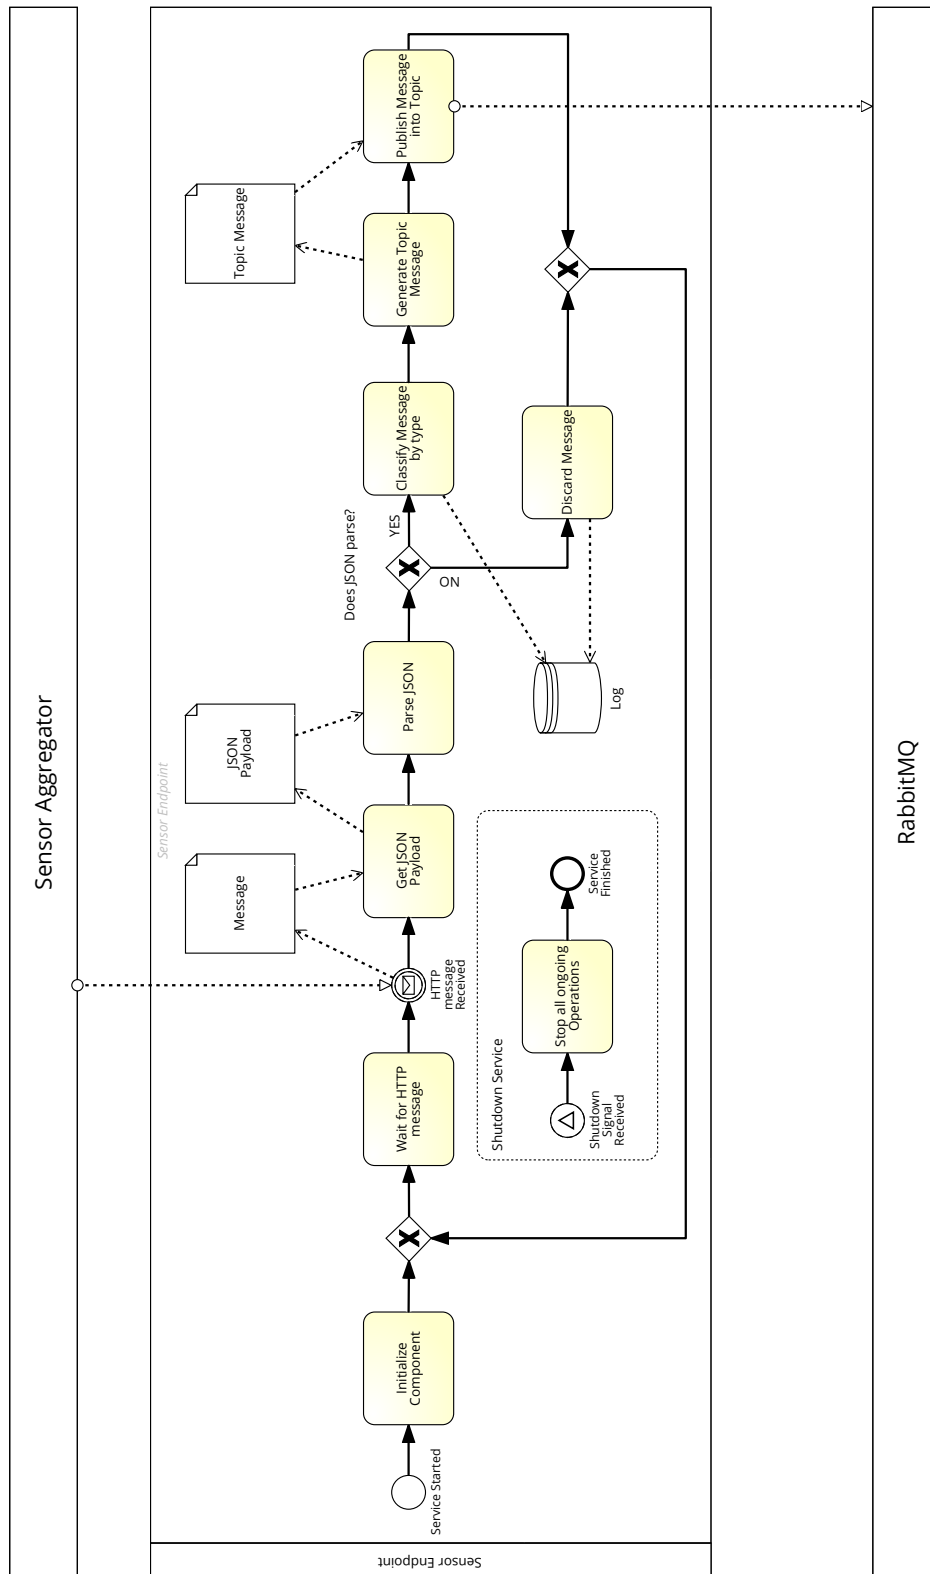 Sensor Aggregator
Sensor Endpoint
Sensor Endpoint
Service Started
Initialize
Component
Wait for HTTP
message
HTTP
message
Received
Message
Get JSON
Payload
JSON
Payload
Parse JSON
Does JSON parse?
YES
NO
Classify Message
by type
Generate Topic
Message
Topic Message
Publish Message
into Topic
Discard Message
Log
Shutdown Service
Shutdown
Signal
Received
Stop all ongoing
Operations
Service
Finished
RabbitMQ